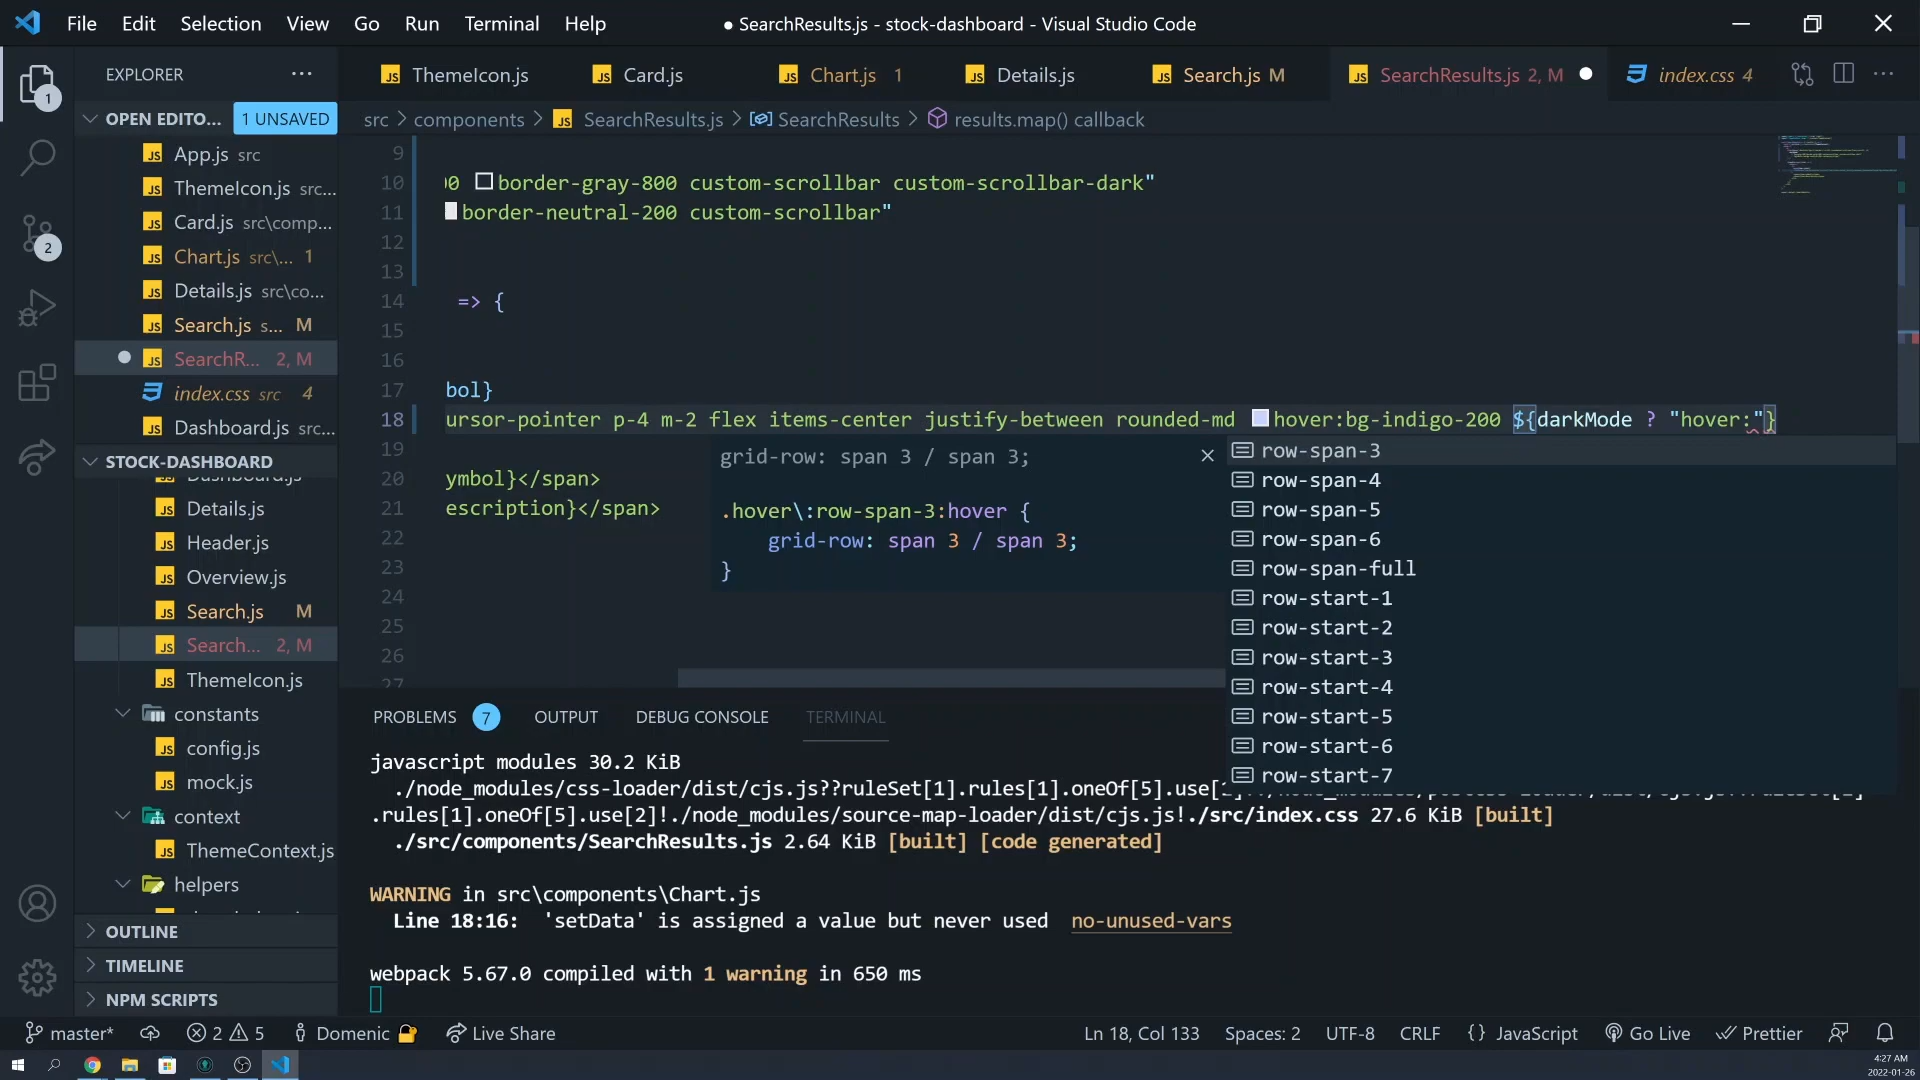 File Edit Selection View Go Run Terminal Help ● SearchResults.js - stock-dashboard - Visual Studio Code
EXPLORER ···
ThemeIcon.js Card.js Chart.js 1 Details.js Search.js M SearchResults.js 2, M index.css 4
OPEN EDITO... 1 UNSAVED
src > components > SearchResults.js > SearchResults > results.map() callback
App.js src
ThemeIcon.js src...
Card.js src\comp...
Chart.js src\... 1
Details.js src\co...
Search.js s... M
SearchR... 2, M
index.css src 4
Dashboard.js src...
STOCK-DASHBOARD
Dashboard.js
Details.js
Header.js
Overview.js
Search.js M
Search... 2, M
ThemeIcon.js
constants
config.js
mock.js
context
ThemeContext.js
helpers
OUTLINE
TIMELINE
NPM SCRIPTS
9
10 00 border-gray-800 custom-scrollbar custom-scrollbar-dark"
11 border-neutral-200 custom-scrollbar"
12
13
14 => {
15
16
17 bol}
18 ursor-pointer p-4 m-2 flex items-center justify-between rounded-md hover:bg-indigo-200 ${darkMode ? "hover:"}
19
20 ymbol}</span>
21 escription}</span>
22
23
24
25
26
27
grid-row: span 3 / span 3;
.hover\:row-span-3:hover {
grid-row: span 3 / span 3;
}
row-span-3
row-span-4
row-span-5
row-span-6
row-span-full
row-start-1
row-start-2
row-start-3
row-start-4
row-start-5
row-start-6
row-start-7
PROBLEMS 7 OUTPUT DEBUG CONSOLE TERMINAL
javascript modules 30.2 KiB
./node_modules/css-loader/dist/cjs.js??ruleSet[1].rules[1].oneOf[5].use[1]
.rules[1].oneOf[5].use[2]!./node_modules/source-map-loader/dist/cjs.js!./src/index.css 27.6 KiB [built]
./src/components/SearchResults.js 2.64 KiB [built] [code generated]
WARNING in src\components\Chart.js
Line 18:16: 'setData' is assigned a value but never used no-unused-vars
webpack 5.67.0 compiled with 1 warning in 650 ms
1
2
master* 2 5 Domenic Live Share Ln 18, Col 133 Spaces: 2 UTF-8 CRLF {} JavaScript Go Live Prettier
4:27 AM
2022-01-26